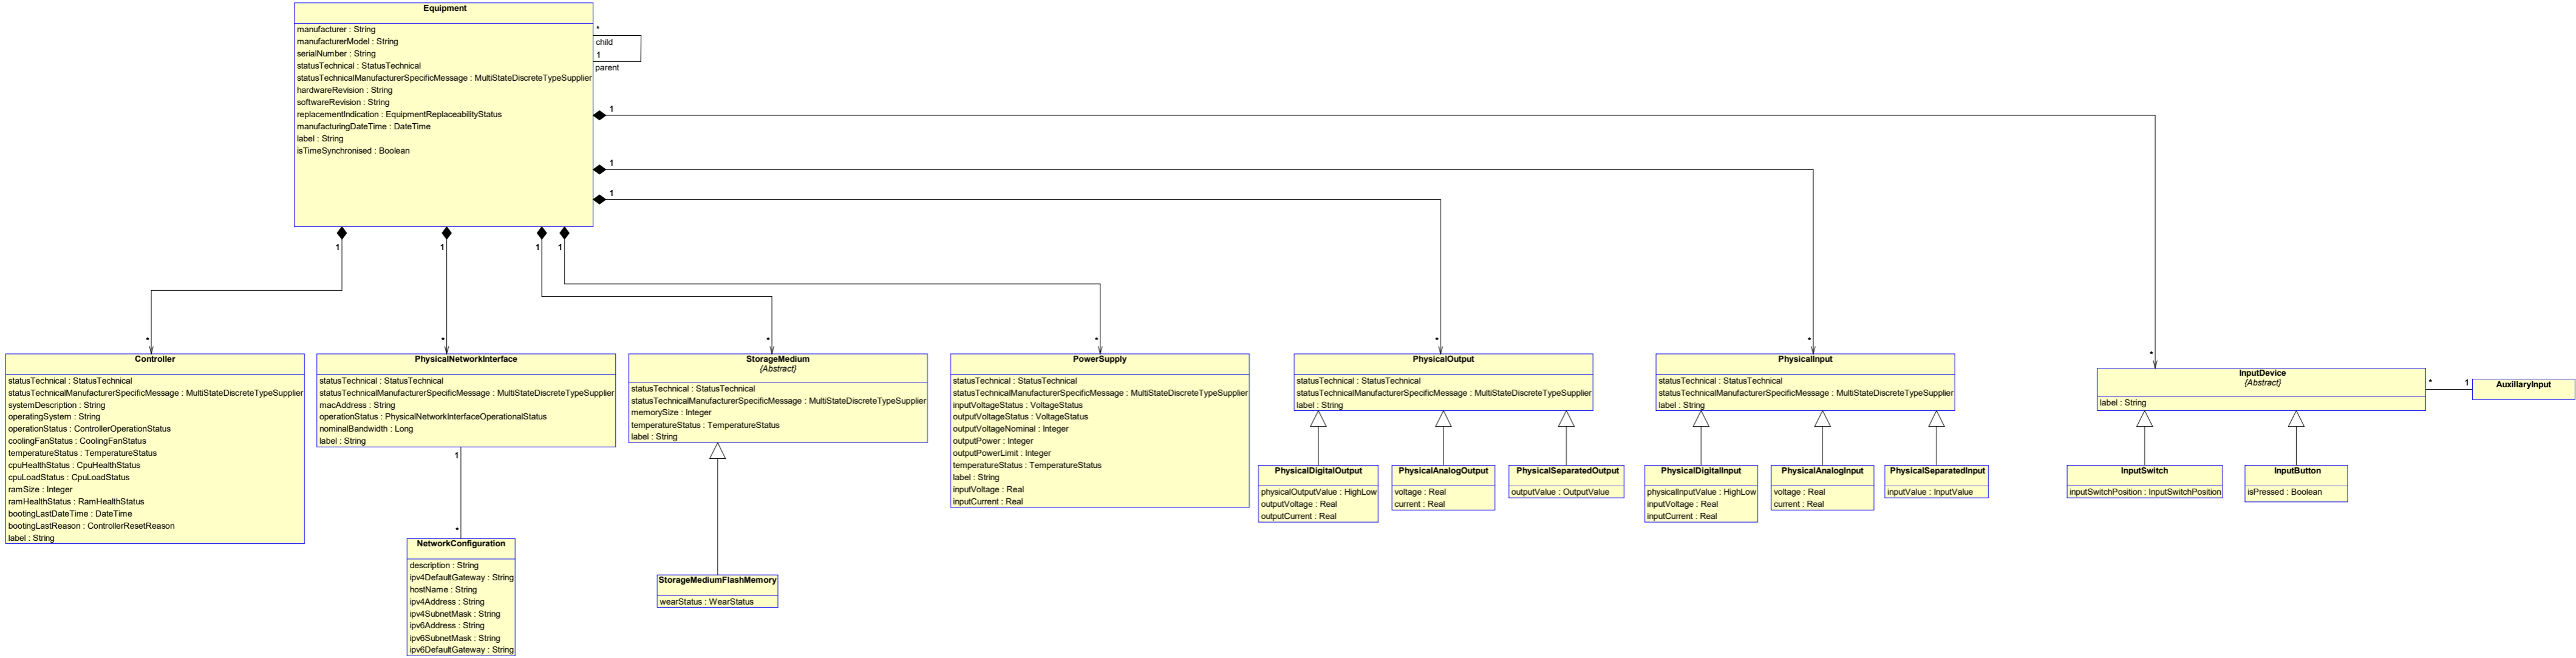 Equipment
manufacturer : String
manufacturerModel : String
serialNumber : String
statusTechnical : StatusTechnical
statusTechnicalManufacturerSpecificMessage : MultiStateDiscreteTypeSupplier
hardwareRevision : String
softwareRevision : String
replacementIndication : EquipmentReplaceabilityStatus
manufacturingDateTime : DateTime
label : String
isTimeSynchronised : Boolean
*
child
1
parent
1
1
1
1
1
1
1
*
*
*
*
*
*
*
Controller
statusTechnical : StatusTechnical
statusTechnicalManufacturerSpecificMessage : MultiStateDiscreteTypeSupplier
systemDescription : String
operatingSystem : String
operationStatus : ControllerOperationStatus
coolingFanStatus : CoolingFanStatus
temperatureStatus : TemperatureStatus
cpuHealthStatus : CpuHealthStatus
cpuLoadStatus : CpuLoadStatus
ramSize : Integer
ramHealthStatus : RamHealthStatus
bootingLastDateTime : DateTime
bootingLastReason : ControllerResetReason
label : String
PhysicalNetworkInterface
statusTechnical : StatusTechnical
statusTechnicalManufacturerSpecificMessage : MultiStateDiscreteTypeSupplier
macAddress : String
operationStatus : PhysicalNetworkInterfaceOperationalStatus
nominalBandwidth : Long
label : String
1
*
NetworkConfiguration
description : String
ipv4DefaultGateway : String
hostName : String
ipv4Address : String
ipv4SubnetMask : String
ipv6Address : String
ipv6SubnetMask : String
ipv6DefaultGateway : String
StorageMedium
{Abstract}
statusTechnical : StatusTechnical
statusTechnicalManufacturerSpecificMessage : MultiStateDiscreteTypeSupplier
memorySize : Integer
temperatureStatus : TemperatureStatus
label : String
StorageMediumFlashMemory
wearStatus : WearStatus
PowerSupply
statusTechnical : StatusTechnical
statusTechnicalManufacturerSpecificMessage : MultiStateDiscreteTypeSupplier
inputVoltageStatus : VoltageStatus
outputVoltageStatus : VoltageStatus
outputVoltageNominal : Integer
outputPower : Integer
outputPowerLimit : Integer
temperatureStatus : TemperatureStatus
label : String
inputVoltage : Real
inputCurrent : Real
PhysicalOutput
statusTechnical : StatusTechnical
statusTechnicalManufacturerSpecificMessage : MultiStateDiscreteTypeSupplier
label : String
PhysicalDigitalOutput
physicalOutputValue : HighLow
outputVoltage : Real
outputCurrent : Real
PhysicalAnalogOutput
voltage : Real
current : Real
PhysicalSeparatedOutput
outputValue : OutputValue
PhysicalInput
statusTechnical : StatusTechnical
statusTechnicalManufacturerSpecificMessage : MultiStateDiscreteTypeSupplier
label : String
PhysicalDigitalInput
physicalInputValue : HighLow
inputVoltage : Real
inputCurrent : Real
PhysicalAnalogInput
voltage : Real
current : Real
PhysicalSeparatedInput
inputValue : InputValue
InputDevice
{Abstract}
label : String
*
1
AuxillaryInput
InputSwitch
inputSwitchPosition : InputSwitchPosition
InputButton
isPressed : Boolean